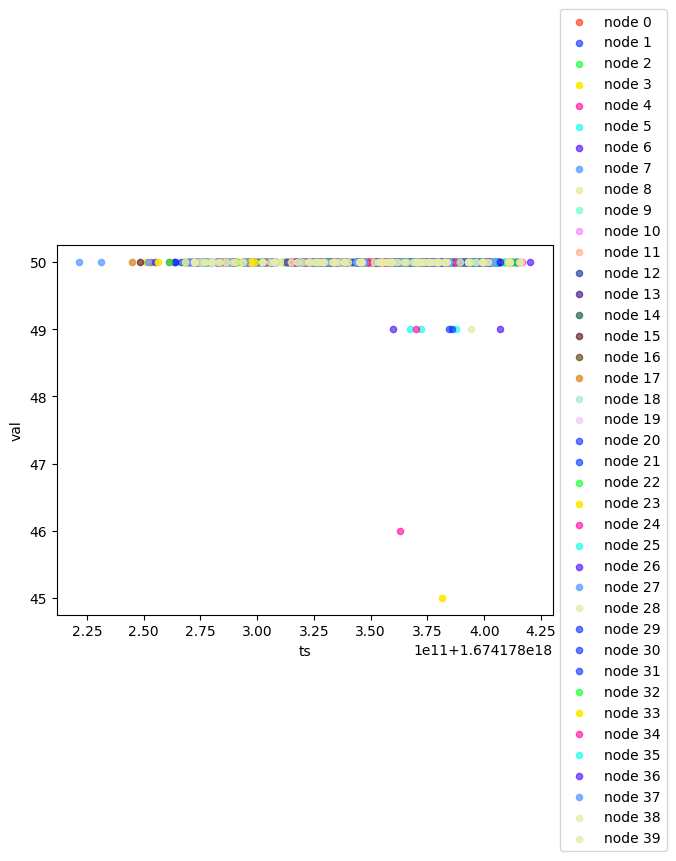 node 0
node 1
node 2
node 3
node 4
node 5
node 6
node 7
node 8
node 9
node 10
node 11
node 12
node 13
node 14
node 15
node 16
node 17
node 18
node 19
node 20
node 21
node 22
node 23
node 24
node 25
node 26
node 27
node 28
node 29
node 30
node 31
node 32
node 33
node 34
node 35
node 36
node 37
node 38
node 39
val
50
49
48
47
46
45
2.25 2.50 2.75 3.00 3.25 3.50 3.75 4.00 4.25
ts
1e11+1.674178e18